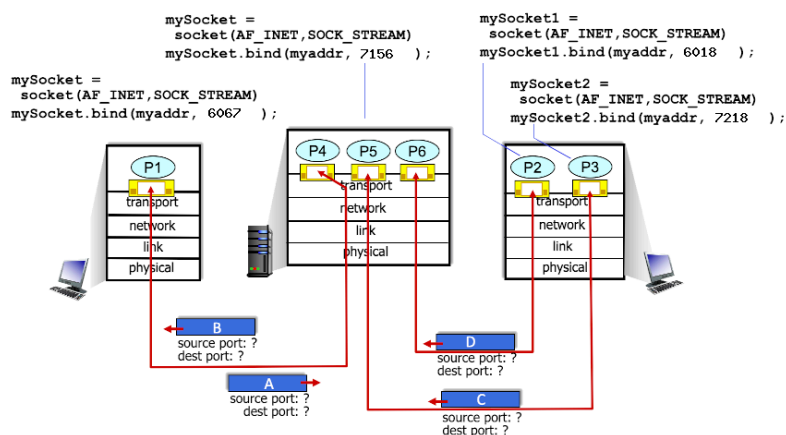 mySocket =
socket(AF_INET,SOCK_STREAM)
mySocket.bind(myaddr, 7156 );
mySocket1 =
socket(AF_INET,SOCK_STREAM)
mySocket1.bind(myaddr, 6018 );
mySocket =
socket(AF_INET,SOCK_STREAM)
mySocket.bind(myaddr, 6067 );
mySocket2 =
socket(AF_INET,SOCK_STREAM)
mySocket2.bind(myaddr, 7218 );
P1
transport
network
link
physical
P4
P5
P6
transport
network
link
physical
P2
P3
transport
network
link
physical
B
source port: ?
dest port: ?
A
source port: ?
dest port: ?
D
source port: ?
dest port: ?
C
source port: ?
dest port: ?